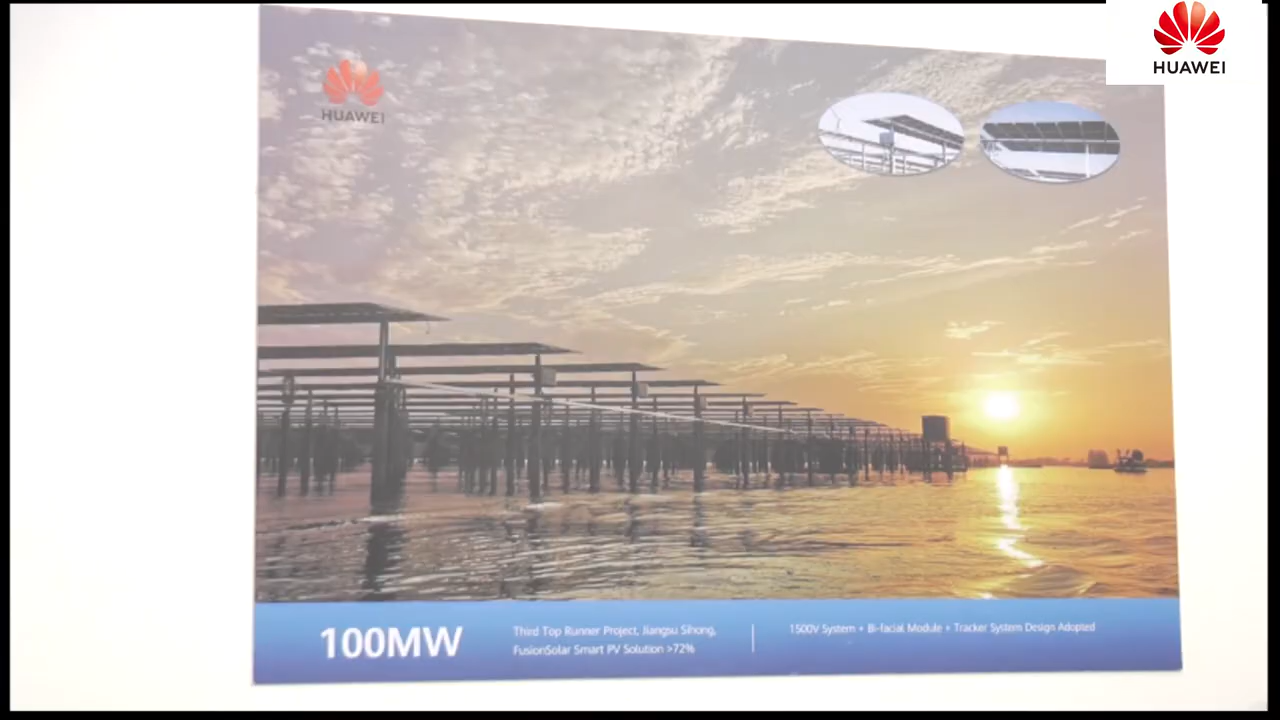 HUAWEI
HUAWEI
100MW
Third Top Runner Project, Jiangsu Sihong,
FusionSolar Smart PV Solution >72%
1500V System + Bi-facial Module + Tracker System Design Adopted